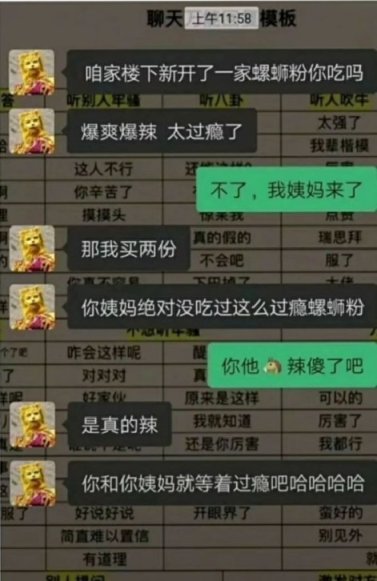 聊天
上午11:58
模板
咱家楼下新开了一家螺蛳粉你吃吗
听别人牢骚
听八卦
听人吹牛
太强了
爆爽爆辣 太过瘾了
我辈楷模
这人不行
你辛苦了
不了，我姨妈来了
摸摸头
点赞
真的假的
瑞思拜
那我买两份
不会吧
服了
你姨妈绝对没吃过这么过瘾螺蛳粉
咋会这样呢
对对对
你他🐴辣傻了吧
好家伙
原来是这样
可以的
是真的辣
我就知道
厉害了
还是你厉害
我都行
你和你姨妈就等着过瘾吧哈哈哈哈
服了
好说好说
开眼界了
蛮好的
简直难以置信
别见外
有道理